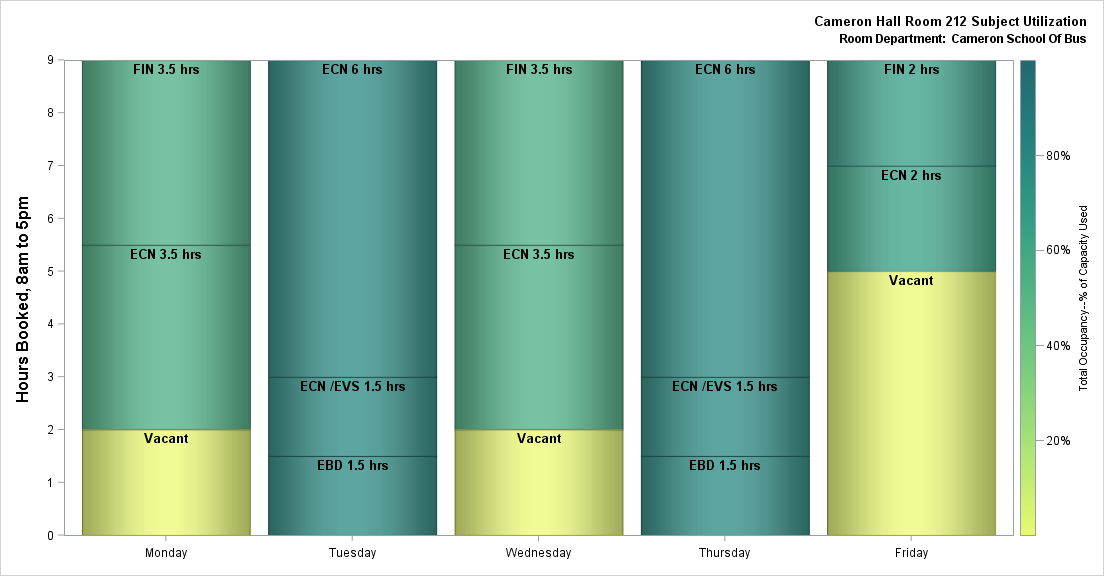 Cameron Hall Room 212 Subject Utilization
Room Department: Cameron School Of Bus
Hours Booked, 8am to 5pm
9
8
7
6
5
4
3
2
1
0
FIN 3.5 hrs
ECN 3.5 hrs
Vacant
ECN 6 hrs
ECN /EVS 1.5 hrs
EBD 1.5 hrs
FIN 3.5 hrs
ECN 3.5 hrs
Vacant
ECN 6 hrs
ECN /EVS 1.5 hrs
EBD 1.5 hrs
FIN 2 hrs
ECN 2 hrs
Vacant
Monday
Tuesday
Wednesday
Thursday
Friday
80%
60%
40%
20%
Total Occupancy--% of Capacity Used